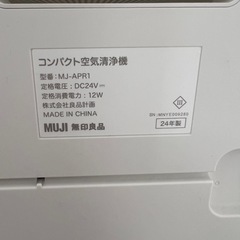 コンパクト空気清浄機
型番：MJ-APR1
定格電圧：DC24V⎓
定格消費電力：12W
株式会社良品計画
MADE IN CHINA
MUJI 無印良品
24年製